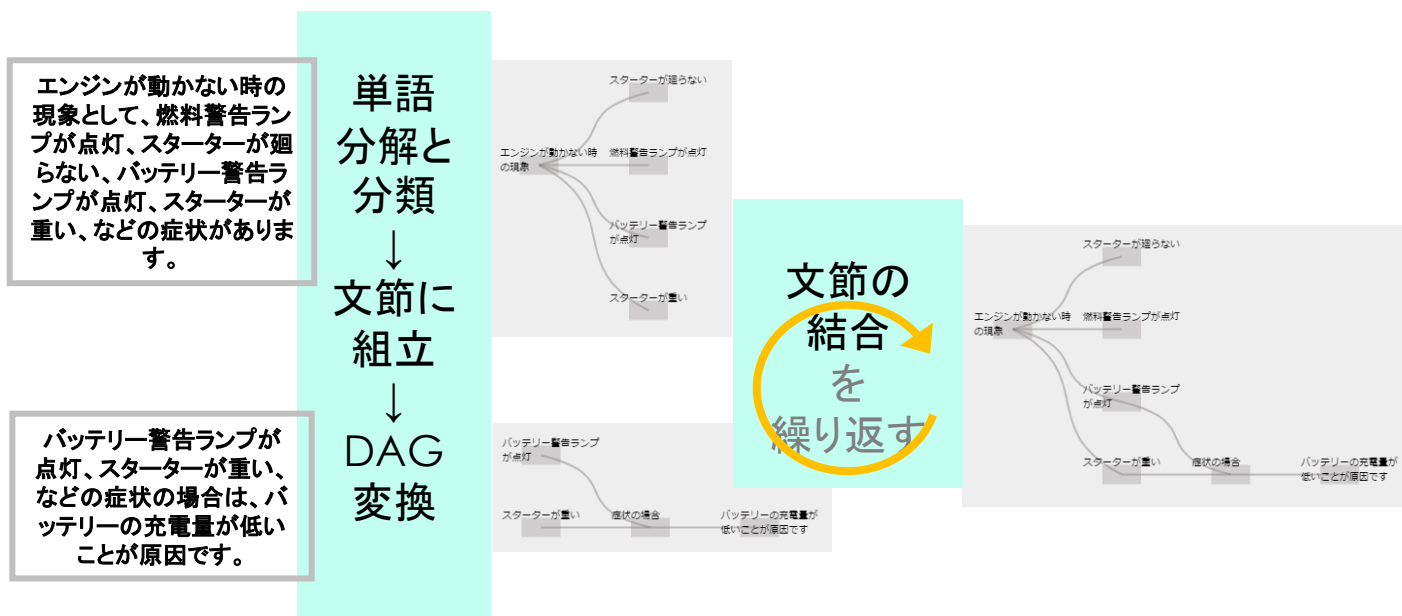 エンジンが動かない時の
現象として、燃料警告ラン
プが点灯、スターターが廻
らない、バッテリー警告ラ
ンプが点灯、スターターが
重い、などの症状がありま
す。
バッテリー警告ランプが
点灯、スターターが重い、
などの症状の場合は、バ
ッテリーの充電量が低い
ことが原因です。
単語
分解と
分類
↓
文節に
組立
↓
DAG
変換
スターターが廻らない
エンジンが動かない時
の現象
燃料警告ランプが点灯
バッテリー警告ランプ
が点灯
スターターが重い
バッテリー警告ランプ
が点灯
スターターが重い
症状の場合
バッテリーの充電量が
低いことが原因です
文節の
結合
を
繰り返す
スターターが廻らない
エンジンが動かない時
の現象
燃料警告ランプが点灯
バッテリー警告ランプ
が点灯
スターターが重い
症状の場合
バッテリーの充電量が
低いことが原因です